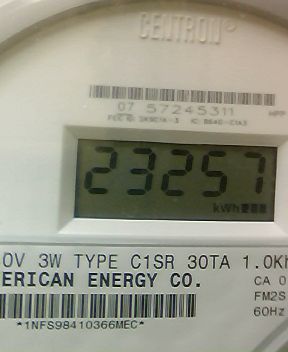 CENTRON®
07 57245311
23257
kWh
0V 3W TYPE C1SR 30TA 1.0Kh
ERICAN ENERGY CO.
CA 0
FM2S
60Hz
*1NFS98410366MEC*